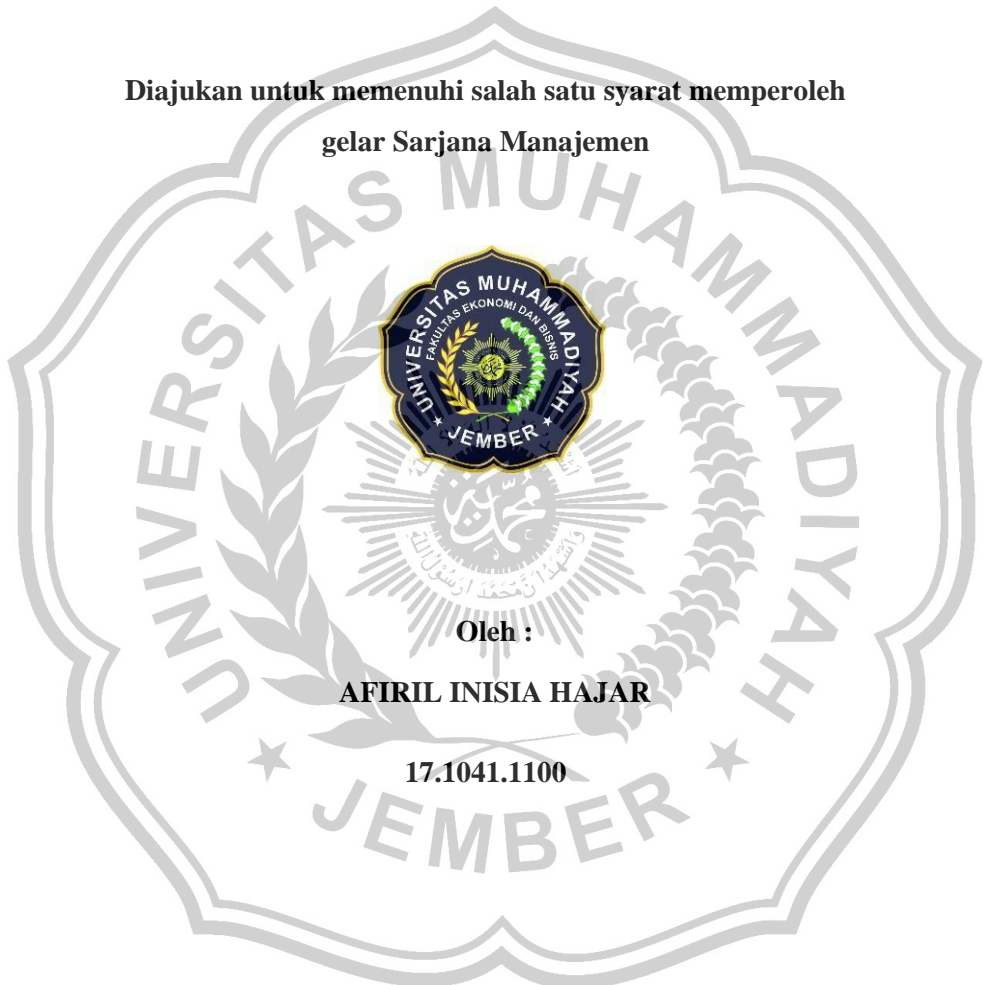 Diajukan untuk memenuhi salah satu syarat memperoleh
gelar Sarjana Manajemen
UNIVERSITAS MUHAMMADIYAH
FAKULTAS EKONOMI DAN BISNIS
JEMBER
Oleh :
AFIRIL INISIA HAJAR
17.1041.1100
UNIVERSITAS MUHAMMADIYAH
JEMBER